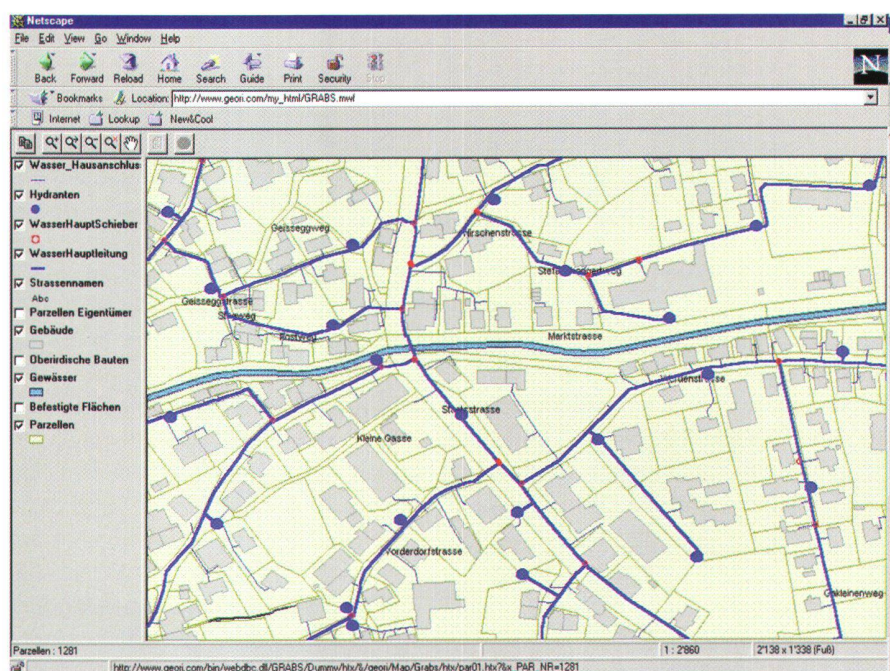 Netscape
File Edit View Go Window Help
Back Forward Reload Home Search Guide Print Security Stop
N
Bookmarks Location: http://www.geori.com/my_html/GRABS.mwf
Internet Lookup New&Cool
Wasser_Hausanschlus
Hydranten
WasserHauptSchieber
WasserHauptleitung
Strassennamen
Abc
Parzellen Eigentümer
Gebäude
Oberirdische Bauten
Gewässer
Befestigte Flächen
Parzellen
Geisseggweg
Hirschenstrasse
Geisseggstrasse
Postweg
Marktstrasse
Werdenstrasse
Staatsstrasse
Kleine Gasse
Vorderdorfstrasse
Parzellen : 1281
1 : 2'860
2'138 x 1'338 (Fuß)
http://www.geori.com/bin/webdbc.dll/GRABS/Dummy/htx/&/geori/Map/Grabs/htx/par01.htx?&x_PAR_NR=1281